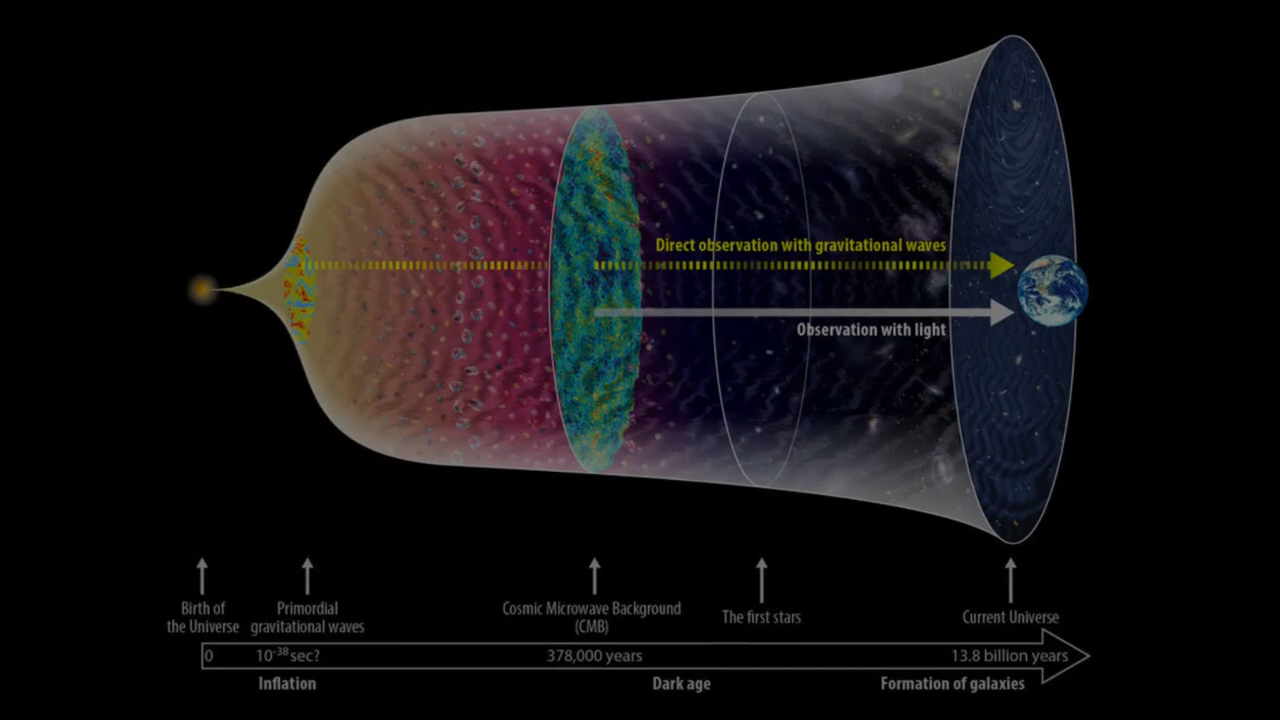 Direct observation with gravitational waves
Observation with light
Birth of
the Universe
Primordial
gravitational waves
Cosmic Microwave Background
(CMB)
The first stars
Current Universe
0
10⁻³⁸ sec?
378,000 years
13.8 billion years
Inflation
Dark age
Formation of galaxies